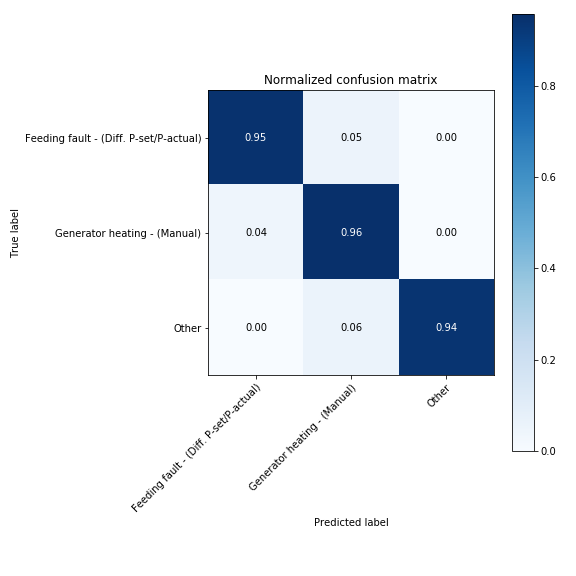 Normalized confusion matrix
True label
Feeding fault - (Diff. P-set/P-actual)
0.95 0.05 0.00
Generator heating - (Manual)
0.04 0.96 0.00
Other
0.00 0.06 0.94
Feeding fault - (Diff. P-set/P-actual)
Generator heating - (Manual)
Other
Predicted label
0.8
0.6
0.4
0.2
0.0